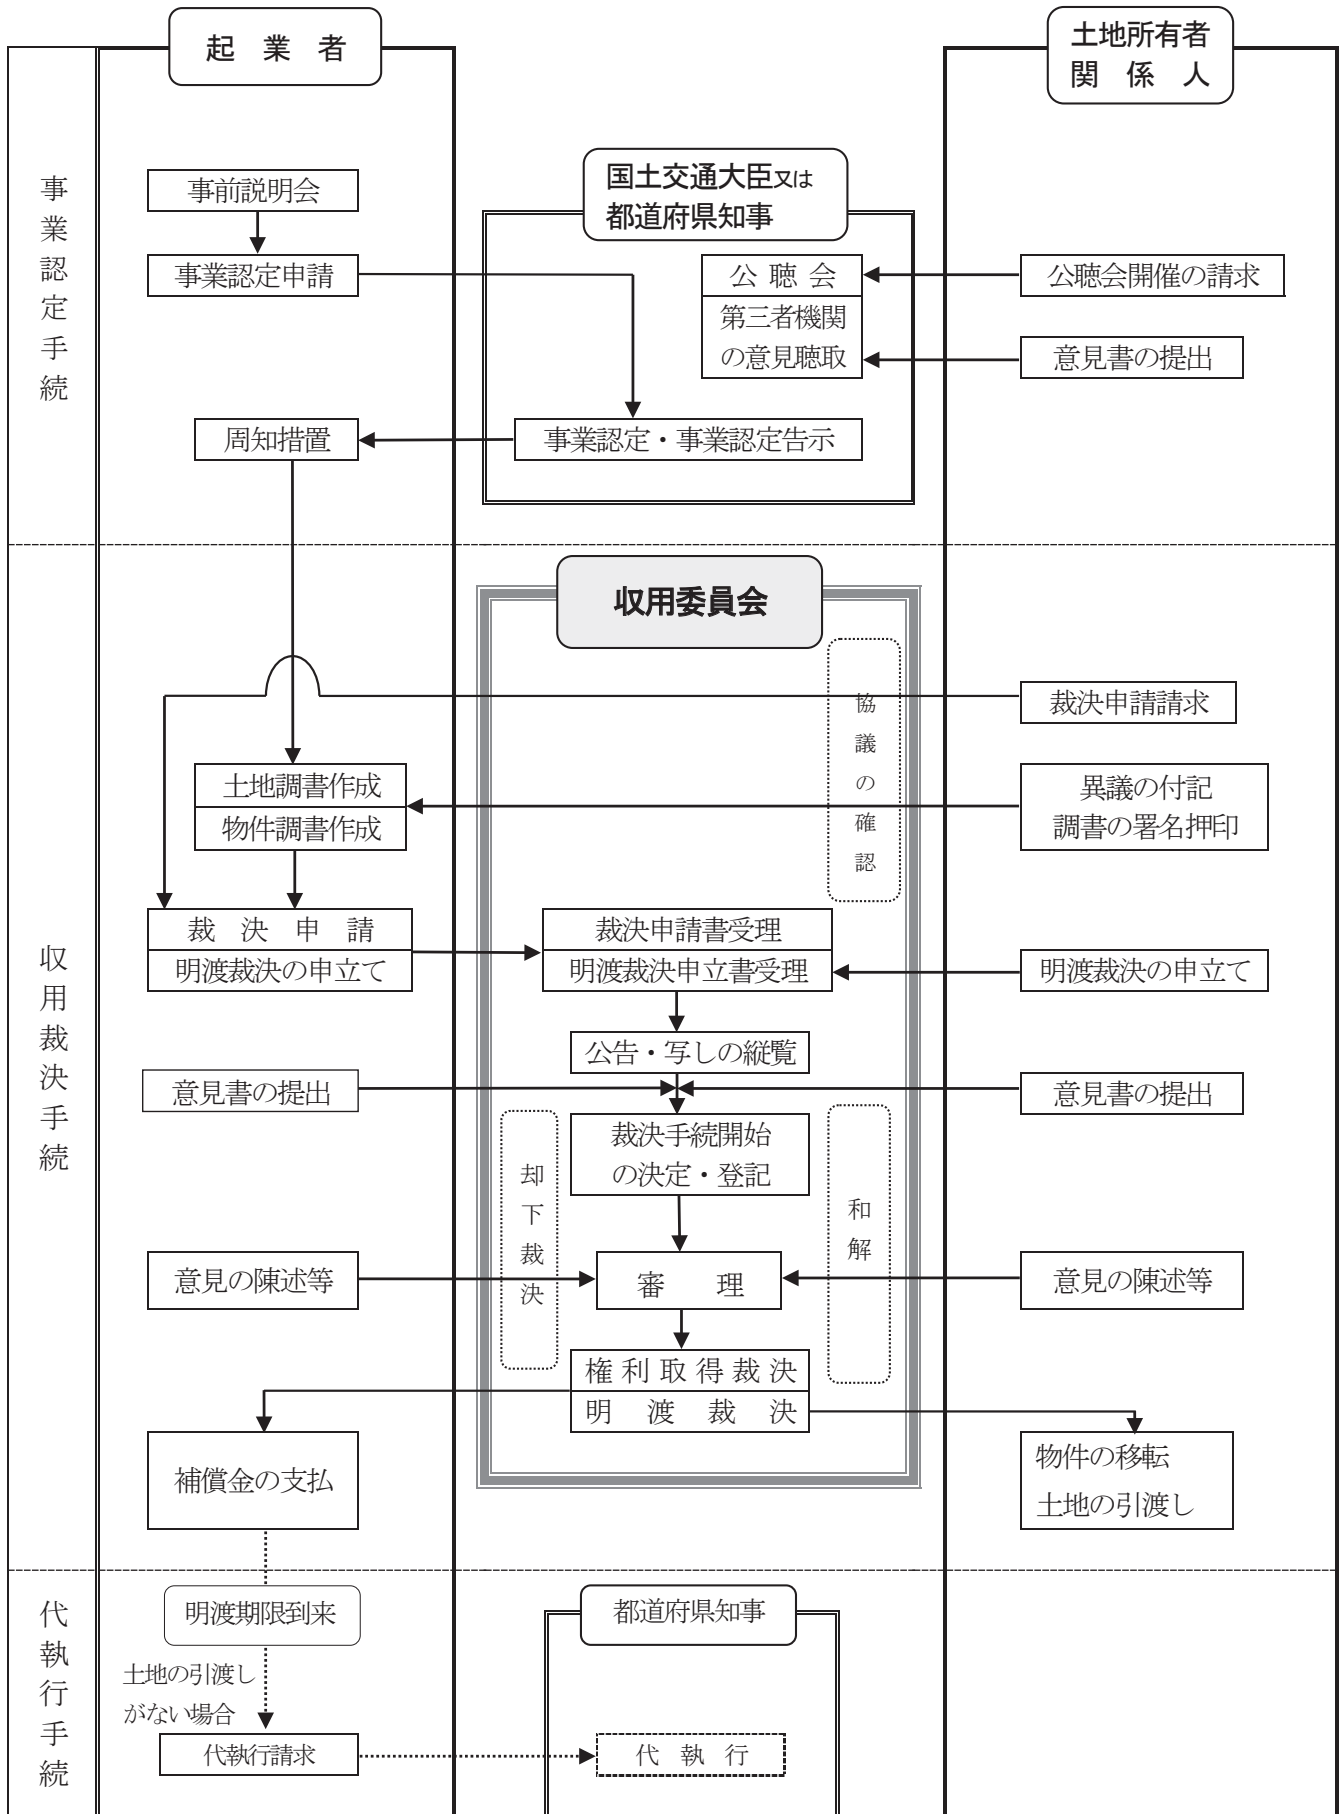 起業者
土地所有者
関係人
事業認定手続
国土交通大臣又は
都道府県知事
事前説明会
事業認定申請
公聴会
公聴会開催の請求
第三者機関
の意見聴取
意見書の提出
周知措置
事業認定・事業認定告示
収用裁決手続
収用委員会
協議の確認
裁決申請請求
土地調書作成
物件調書作成
異議の付記
調書の署名押印
裁決申請
明渡裁決の申立て
裁決申請書受理
明渡裁決申立書受理
明渡裁決の申立て
公告・写しの縦覧
意見書の提出
意見書の提出
却下裁決
裁決手続開始
の決定・登記
和解
意見の陳述等
審理
意見の陳述等
権利取得裁決
明渡裁決
補償金の支払
物件の移転
土地の引渡し
代執行手続
明渡期限到来
都道府県知事
土地の引渡し
がない場合
代執行請求
代執行